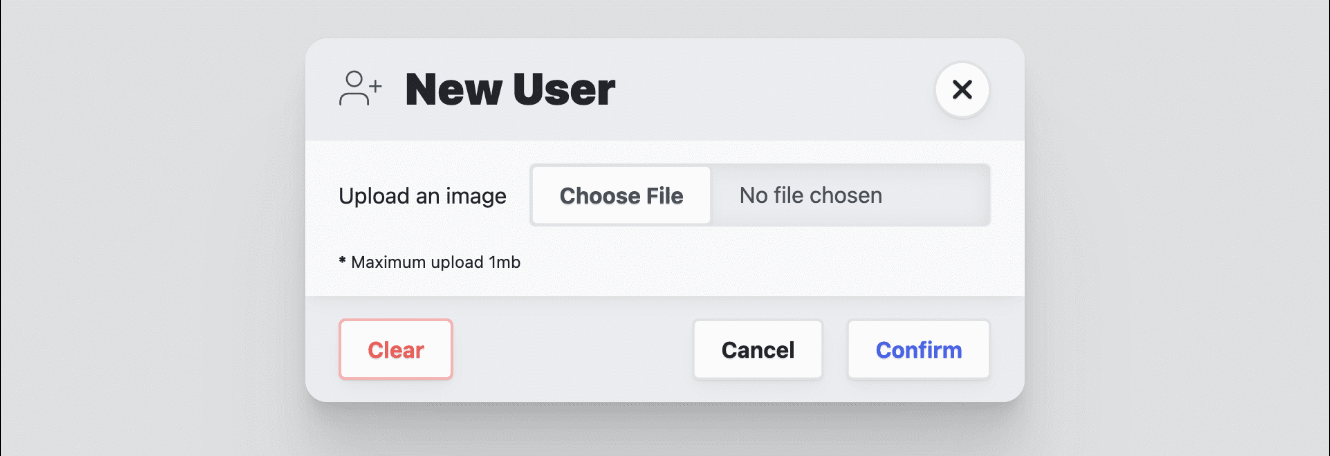 New User
Upload an image Choose File No file chosen
* Maximum upload 1mb
Clear Cancel Confirm